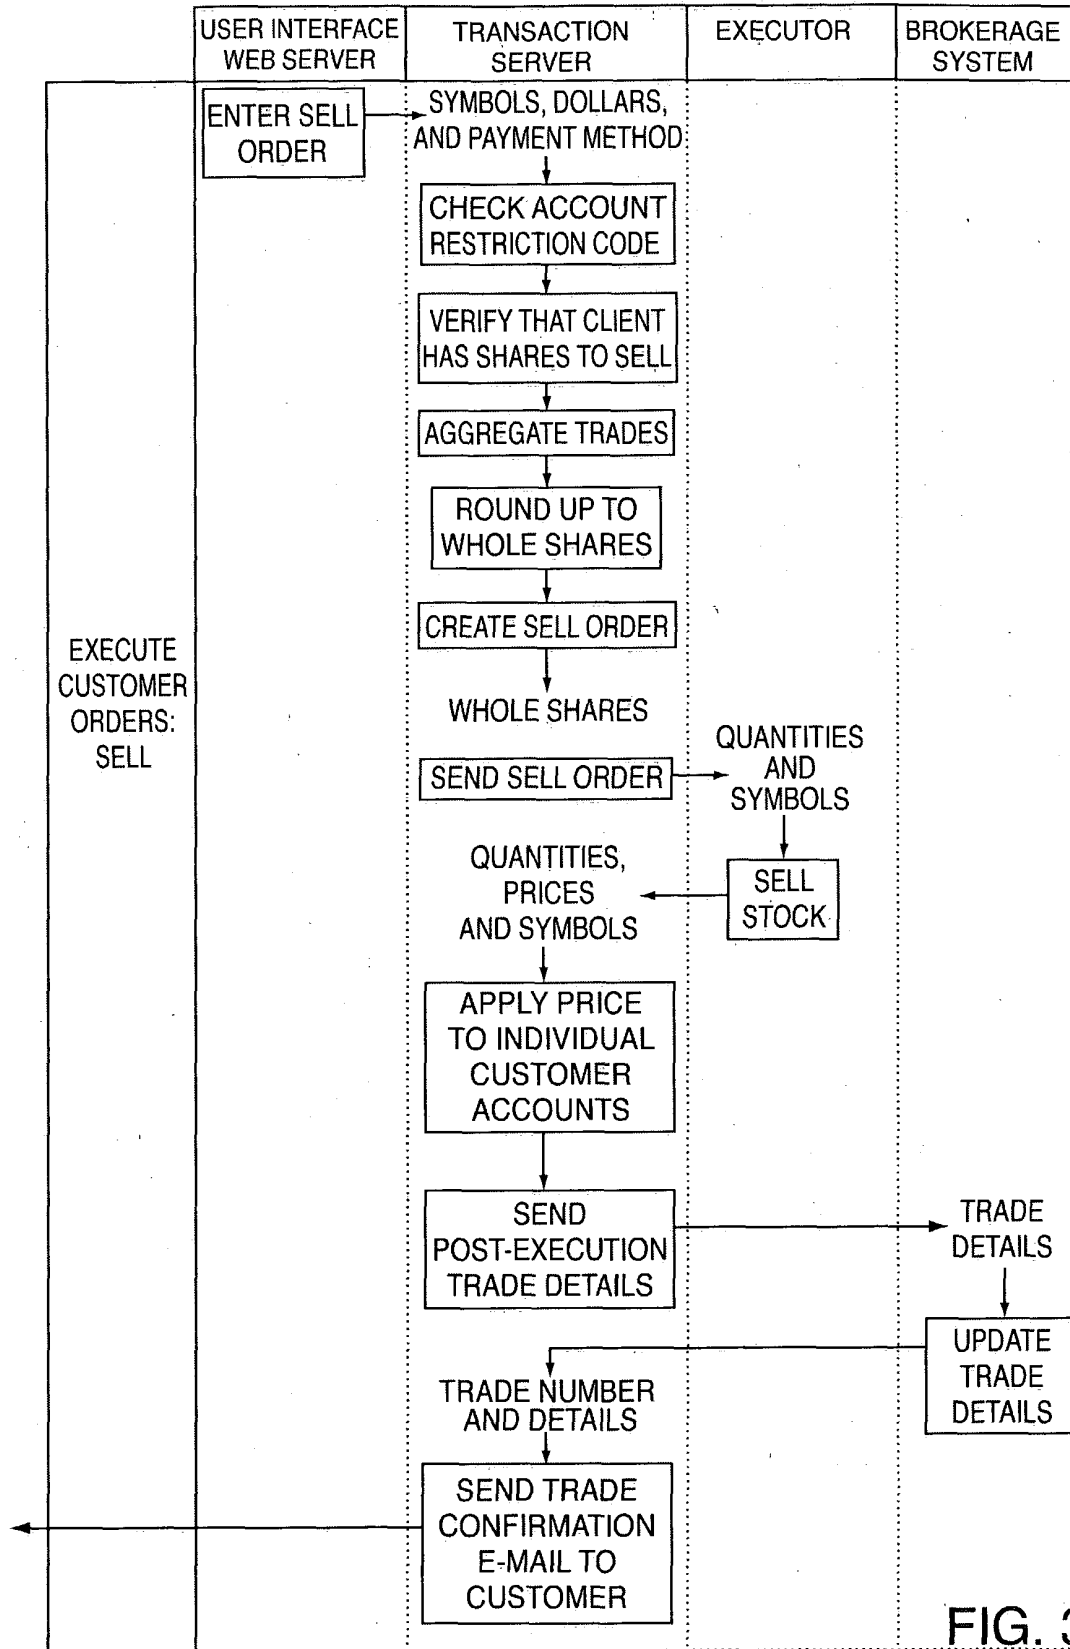 USER INTERFACE
WEB SERVER
TRANSACTION
SERVER
EXECUTOR
BROKERAGE
SYSTEM
ENTER SELL
ORDER
SYMBOLS, DOLLARS,
AND PAYMENT METHOD
CHECK ACCOUNT
RESTRICTION CODE
VERIFY THAT CLIENT
HAS SHARES TO SELL
AGGREGATE TRADES
ROUND UP TO
WHOLE SHARES
CREATE SELL ORDER
EXECUTE
CUSTOMER
ORDERS:
SELL
WHOLE SHARES
SEND SELL ORDER
QUANTITIES
AND
SYMBOLS
SELL
STOCK
QUANTITIES,
PRICES
AND SYMBOLS
APPLY PRICE
TO INDIVIDUAL
CUSTOMER
ACCOUNTS
SEND
POST-EXECUTION
TRADE DETAILS
TRADE
DETAILS
UPDATE
TRADE
DETAILS
TRADE NUMBER
AND DETAILS
SEND TRADE
CONFIRMATION
E-MAIL TO
CUSTOMER
FIG.